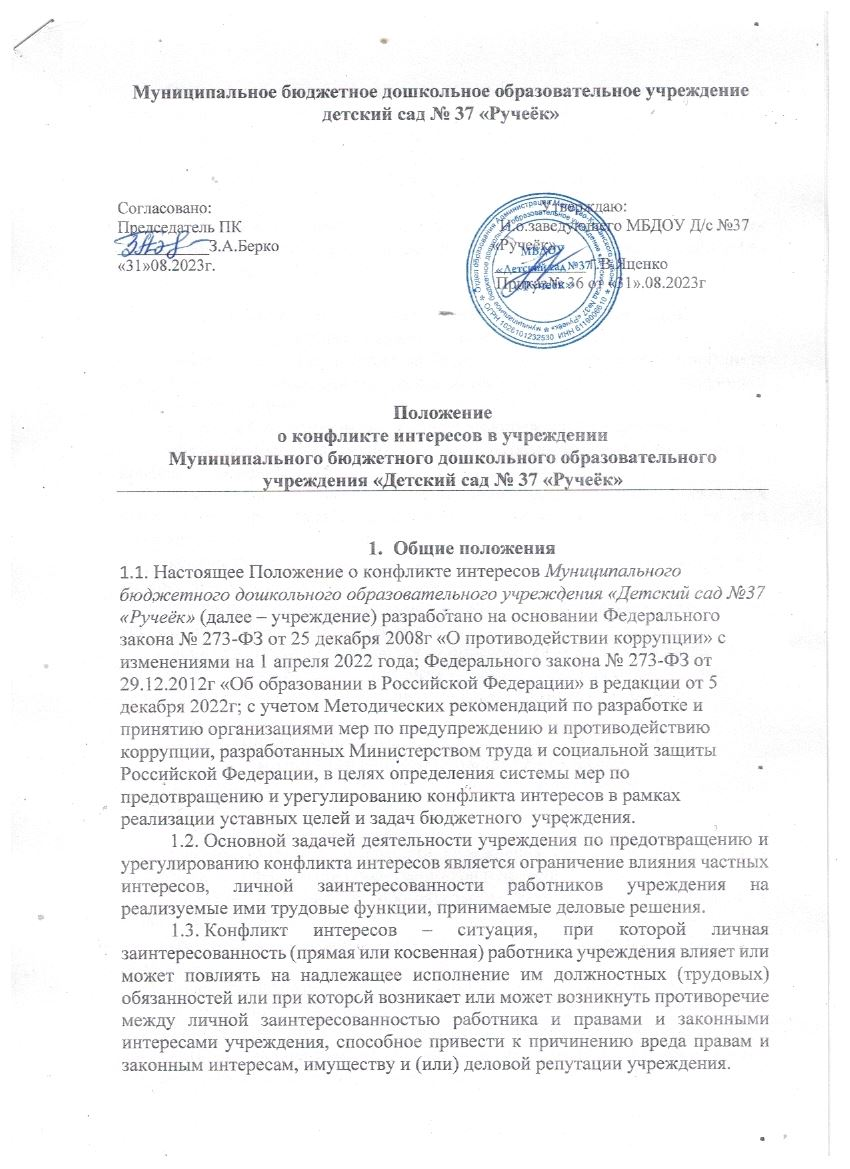 Муниципальное бюджетное дошкольное образовательное учреждение
детский сад № 37 «Ручеёк»
Согласовано:
Председатель ПК
З.А.Берко
«31»08.2023г.
Утверждаю:
И.о.заведующего МБДОУ Д/с №37
«Ручеёк»
Яценко
Приказ № 36 от «31».08.2023г
МБДОУ
«Детский сад №37
«Ручеёк»
ОГРН 1026101232530 ИНН
Положение
о конфликте интересов в учреждении
Муниципального бюджетного дошкольного образовательного
учреждения «Детский сад № 37 «Ручеёк»
1. Общие положения
1.1. Настоящее Положение о конфликте интересов Муниципального
бюджетного дошкольного образовательного учреждения «Детский сад №37
«Ручеёк» (далее – учреждение) разработано на основании Федерального
закона № 273-ФЗ от 25 декабря 2008г «О противодействии коррупции» с
изменениями на 1 апреля 2022 года; Федерального закона № 273-ФЗ от
29.12.2012г «Об образовании в Российской Федерации» в редакции от 5
декабря 2022г; с учетом Методических рекомендаций по разработке и
принятию организациями мер по предупреждению и противодействию
коррупции, разработанных Министерством труда и социальной защиты
Российской Федерации, в целях определения системы мер по
предотвращению и урегулированию конфликта интересов в рамках
реализации уставных целей и задач бюджетного учреждения.
1.2. Основной задачей деятельности учреждения по предотвращению и
урегулированию конфликта интересов является ограничение влияния частных
интересов, личной заинтересованности работников учреждения на
реализуемые ими трудовые функции, принимаемые деловые решения.
1.3. Конфликт интересов – ситуация, при которой личная
заинтересованность (прямая или косвенная) работника учреждения влияет или
может повлиять на надлежащее исполнение им должностных (трудовых)
обязанностей или при которой возникает или может возникнуть противоречие
между личной заинтересованностью работника и правами и законными
интересами учреждения, способное привести к причинению вреда правам и
законным интересам, имуществу и (или) деловой репутации учреждения.